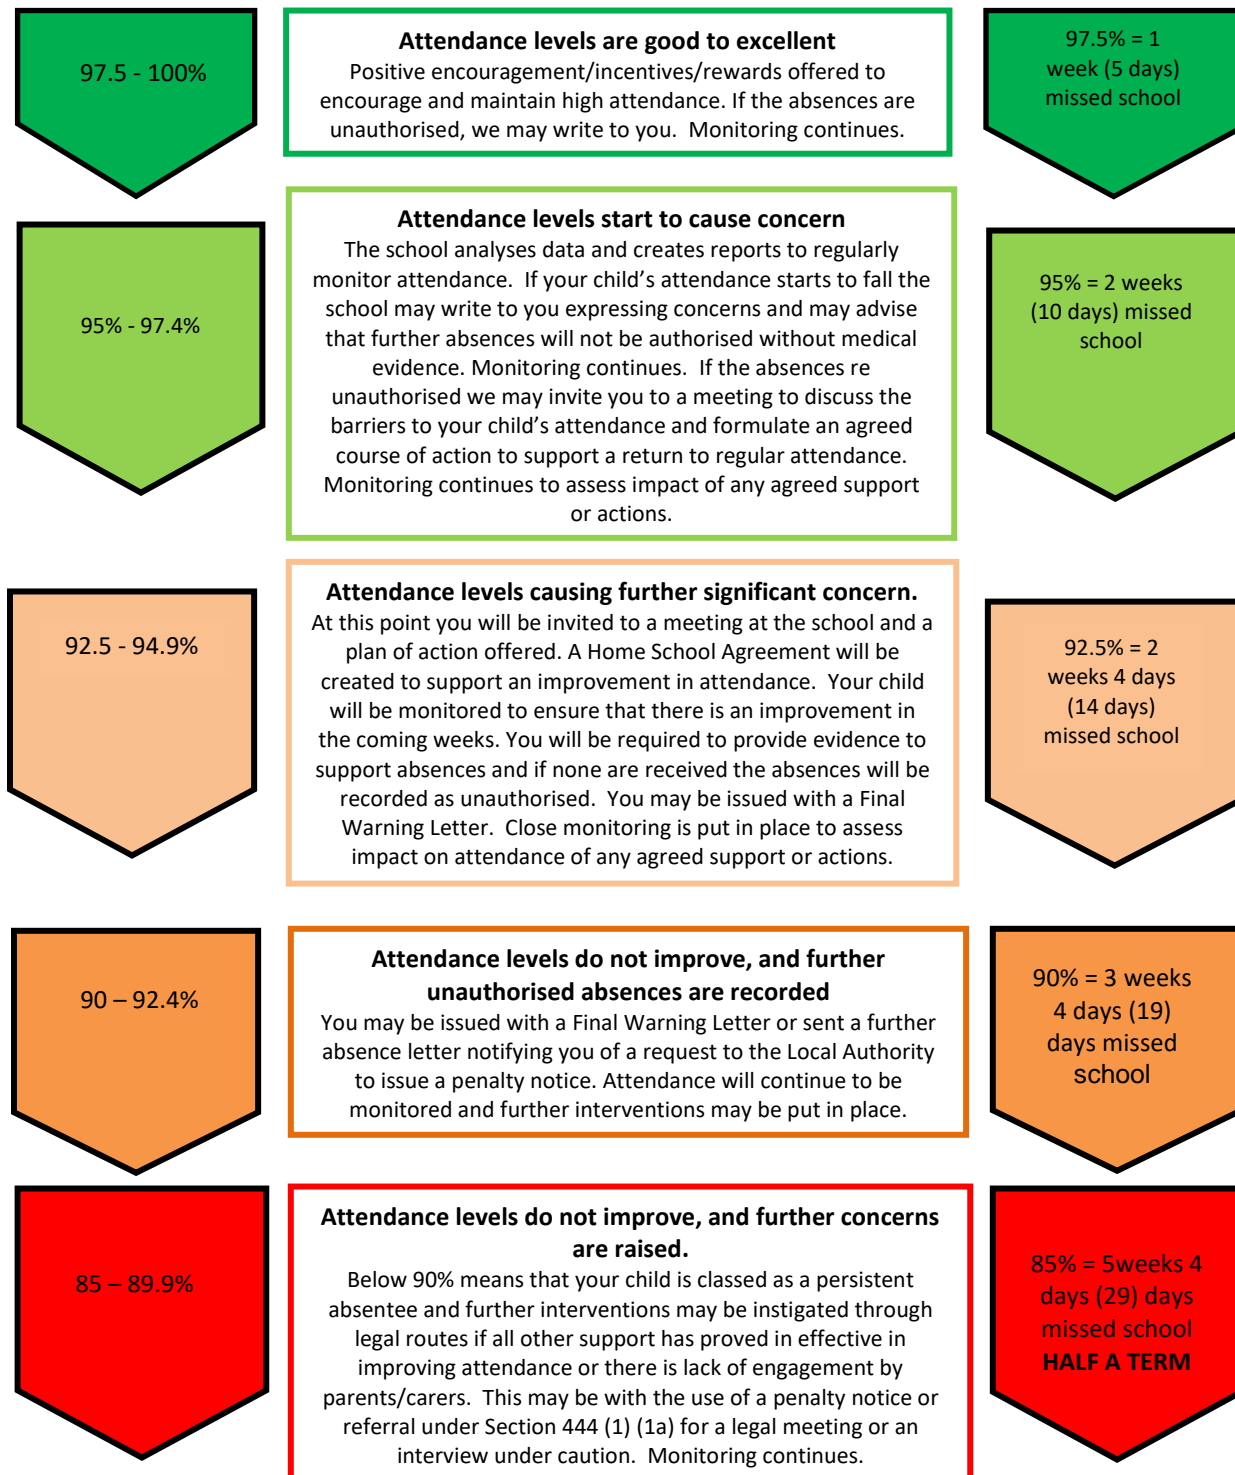 97.5 - 100%
Attendance levels are good to excellent
Positive encouragement/incentives/rewards offered to
encourage and maintain high attendance. If the absences are
unauthorised, we may write to you.  Monitoring continues.
97.5% = 1
week (5 days)
missed school
95% - 97.4%
Attendance levels start to cause concern
The school analyses data and creates reports to regularly
monitor attendance.  If your child’s attendance starts to fall the
school may write to you expressing concerns and may advise
that further absences will not be authorised without medical
evidence. Monitoring continues.  If the absences re
unauthorised we may invite you to a meeting to discuss the
barriers to your child’s attendance and formulate an agreed
course of action to support a return to regular attendance.
Monitoring continues to assess impact of any agreed support
or actions.
95% = 2 weeks
(10 days) missed
school
92.5 - 94.9%
Attendance levels causing further significant concern.
At this point you will be invited to a meeting at the school and a
plan of action offered. A Home School Agreement will be
created to support an improvement in attendance.  Your child
will be monitored to ensure that there is an improvement in
the coming weeks. You will be required to provide evidence to
support absences and if none are received the absences will be
recorded as unauthorised.  You may be issued with a Final
Warning Letter.  Close monitoring is put in place to assess
impact on attendance of any agreed support or actions.
92.5% = 2
weeks 4 days
(14 days)
missed school
90 – 92.4%
Attendance levels do not improve, and further
unauthorised absences are recorded
You may be issued with a Final Warning Letter or sent a further
absence letter notifying you of a request to the Local Authority
to issue a penalty notice. Attendance will continue to be
monitored and further interventions may be put in place.
90% = 3 weeks
4 days (19)
days missed
school
85 – 89.9%
Attendance levels do not improve, and further concerns
are raised.
Below 90% means that your child is classed as a persistent
absentee and further interventions may be instigated through
legal routes if all other support has proved in effective in
improving attendance or there is lack of engagement by
parents/carers.  This may be with the use of a penalty notice or
referral under Section 444 (1) (1a) for a legal meeting or an
interview under caution.  Monitoring continues.
85% = 5weeks 4
days (29) days
missed school
HALF A TERM